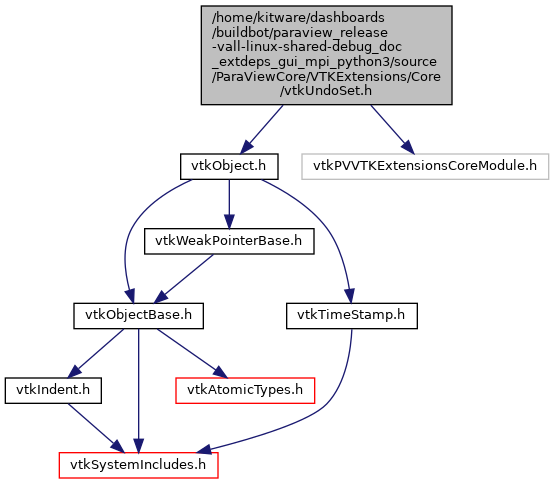 /home/kitware/dashboards
/buildbot/paraview_release
-vall-linux-shared-debug_doc
_extdeps_gui_mpi_python3/source
/ParaViewCore/VTKExtensions/Core
/vtkUndoSet.h
vtkObject.h
vtkPVVTKExtensionsCoreModule.h
vtkWeakPointerBase.h
vtkObjectBase.h
vtkTimeStamp.h
vtkIndent.h
vtkAtomicTypes.h
vtkSystemIncludes.h